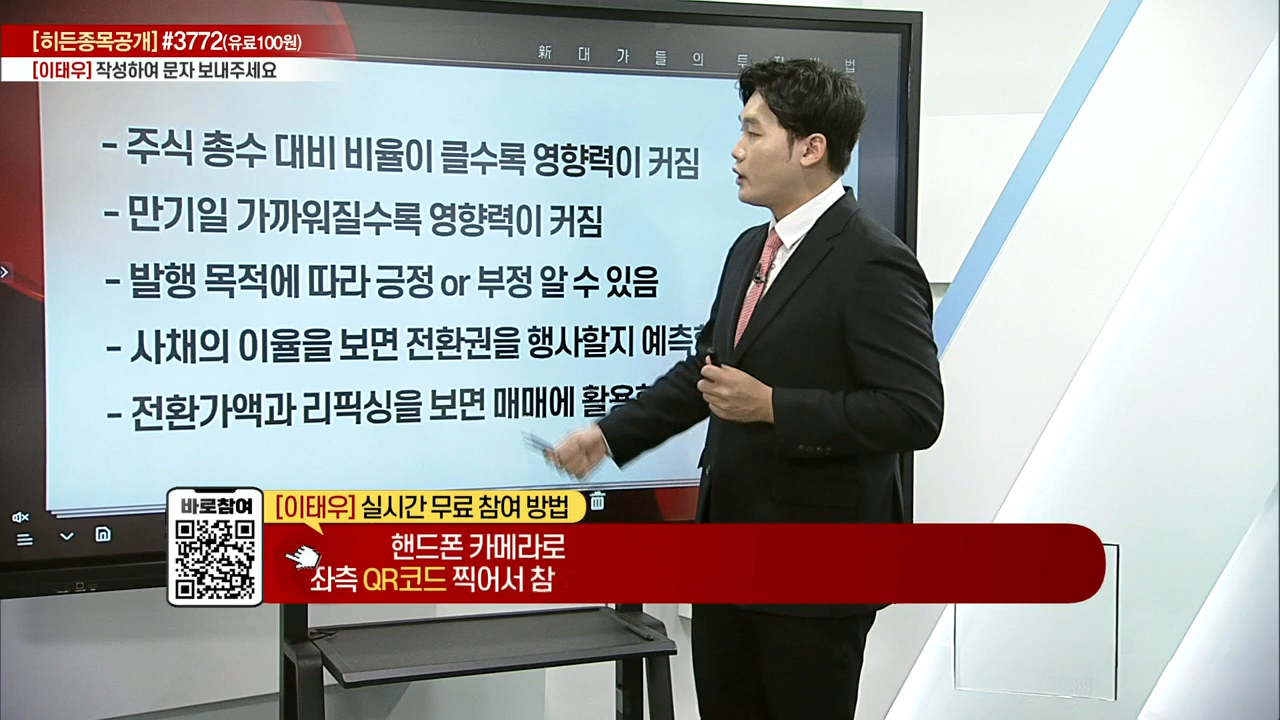 [히든종목공개] #3772(유료100원)
[이태우] 작성하여 문자 보내주세요
新 대 가 들 의 투 법
- 주식 총수 대비 비율이 클수록 영향력이 커짐
- 만기일 가까워질수록 영향력이 커짐
- 발행 목적에 따라 긍정 or 부정 알 수 있음
- 사채의 이율을 보면 전환권을 행사할지 예측
- 전환가액과 리픽싱을 보면 매매에 활용
바로참여
[이태우] 실시간 무료 참여 방법
핸드폰 카메라로
좌측 QR코드 찍어서 참